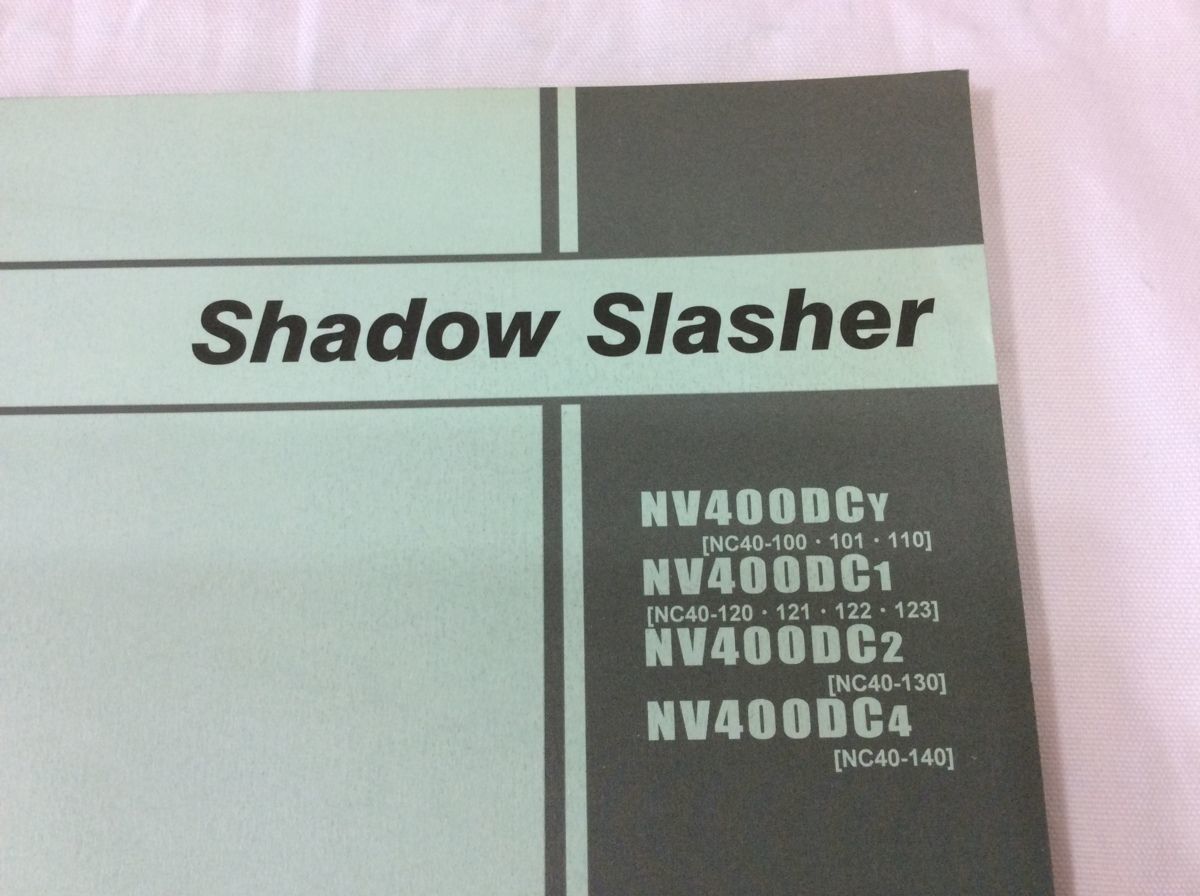 Shadow Slasher
NV400DCY
[NC40-100・101・110]
NV400DC1
[NC40-120・121・122・123]
NV400DC2
[NC40-130]
NV400DC4
[NC40-140]